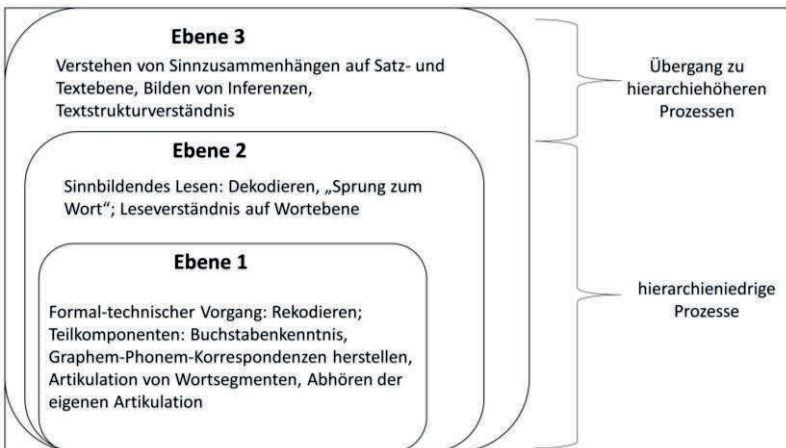 Ebene 3
Verstehen von Sinnzusammenhängen auf Satz- und
Textebene, Bilden von Inferenzen,
Textstrukturverständnis
Übergang zu
hierarchiehöheren
Prozessen
Ebene 2
Sinnbildendes Lesen: Dekodieren, „Sprung zum
Wort“; Leseverständnis auf Wortebene
Ebene 1
Formal-technischer Vorgang: Rekodieren;
Teilkomponenten: Buchstabenkenntnis,
Graphem-Phonem-Korrespondenzen herstellen,
Artikulation von Wortsegmenten, Abhören der
eigenen Artikulation
hierarchieniedrige
Prozesse